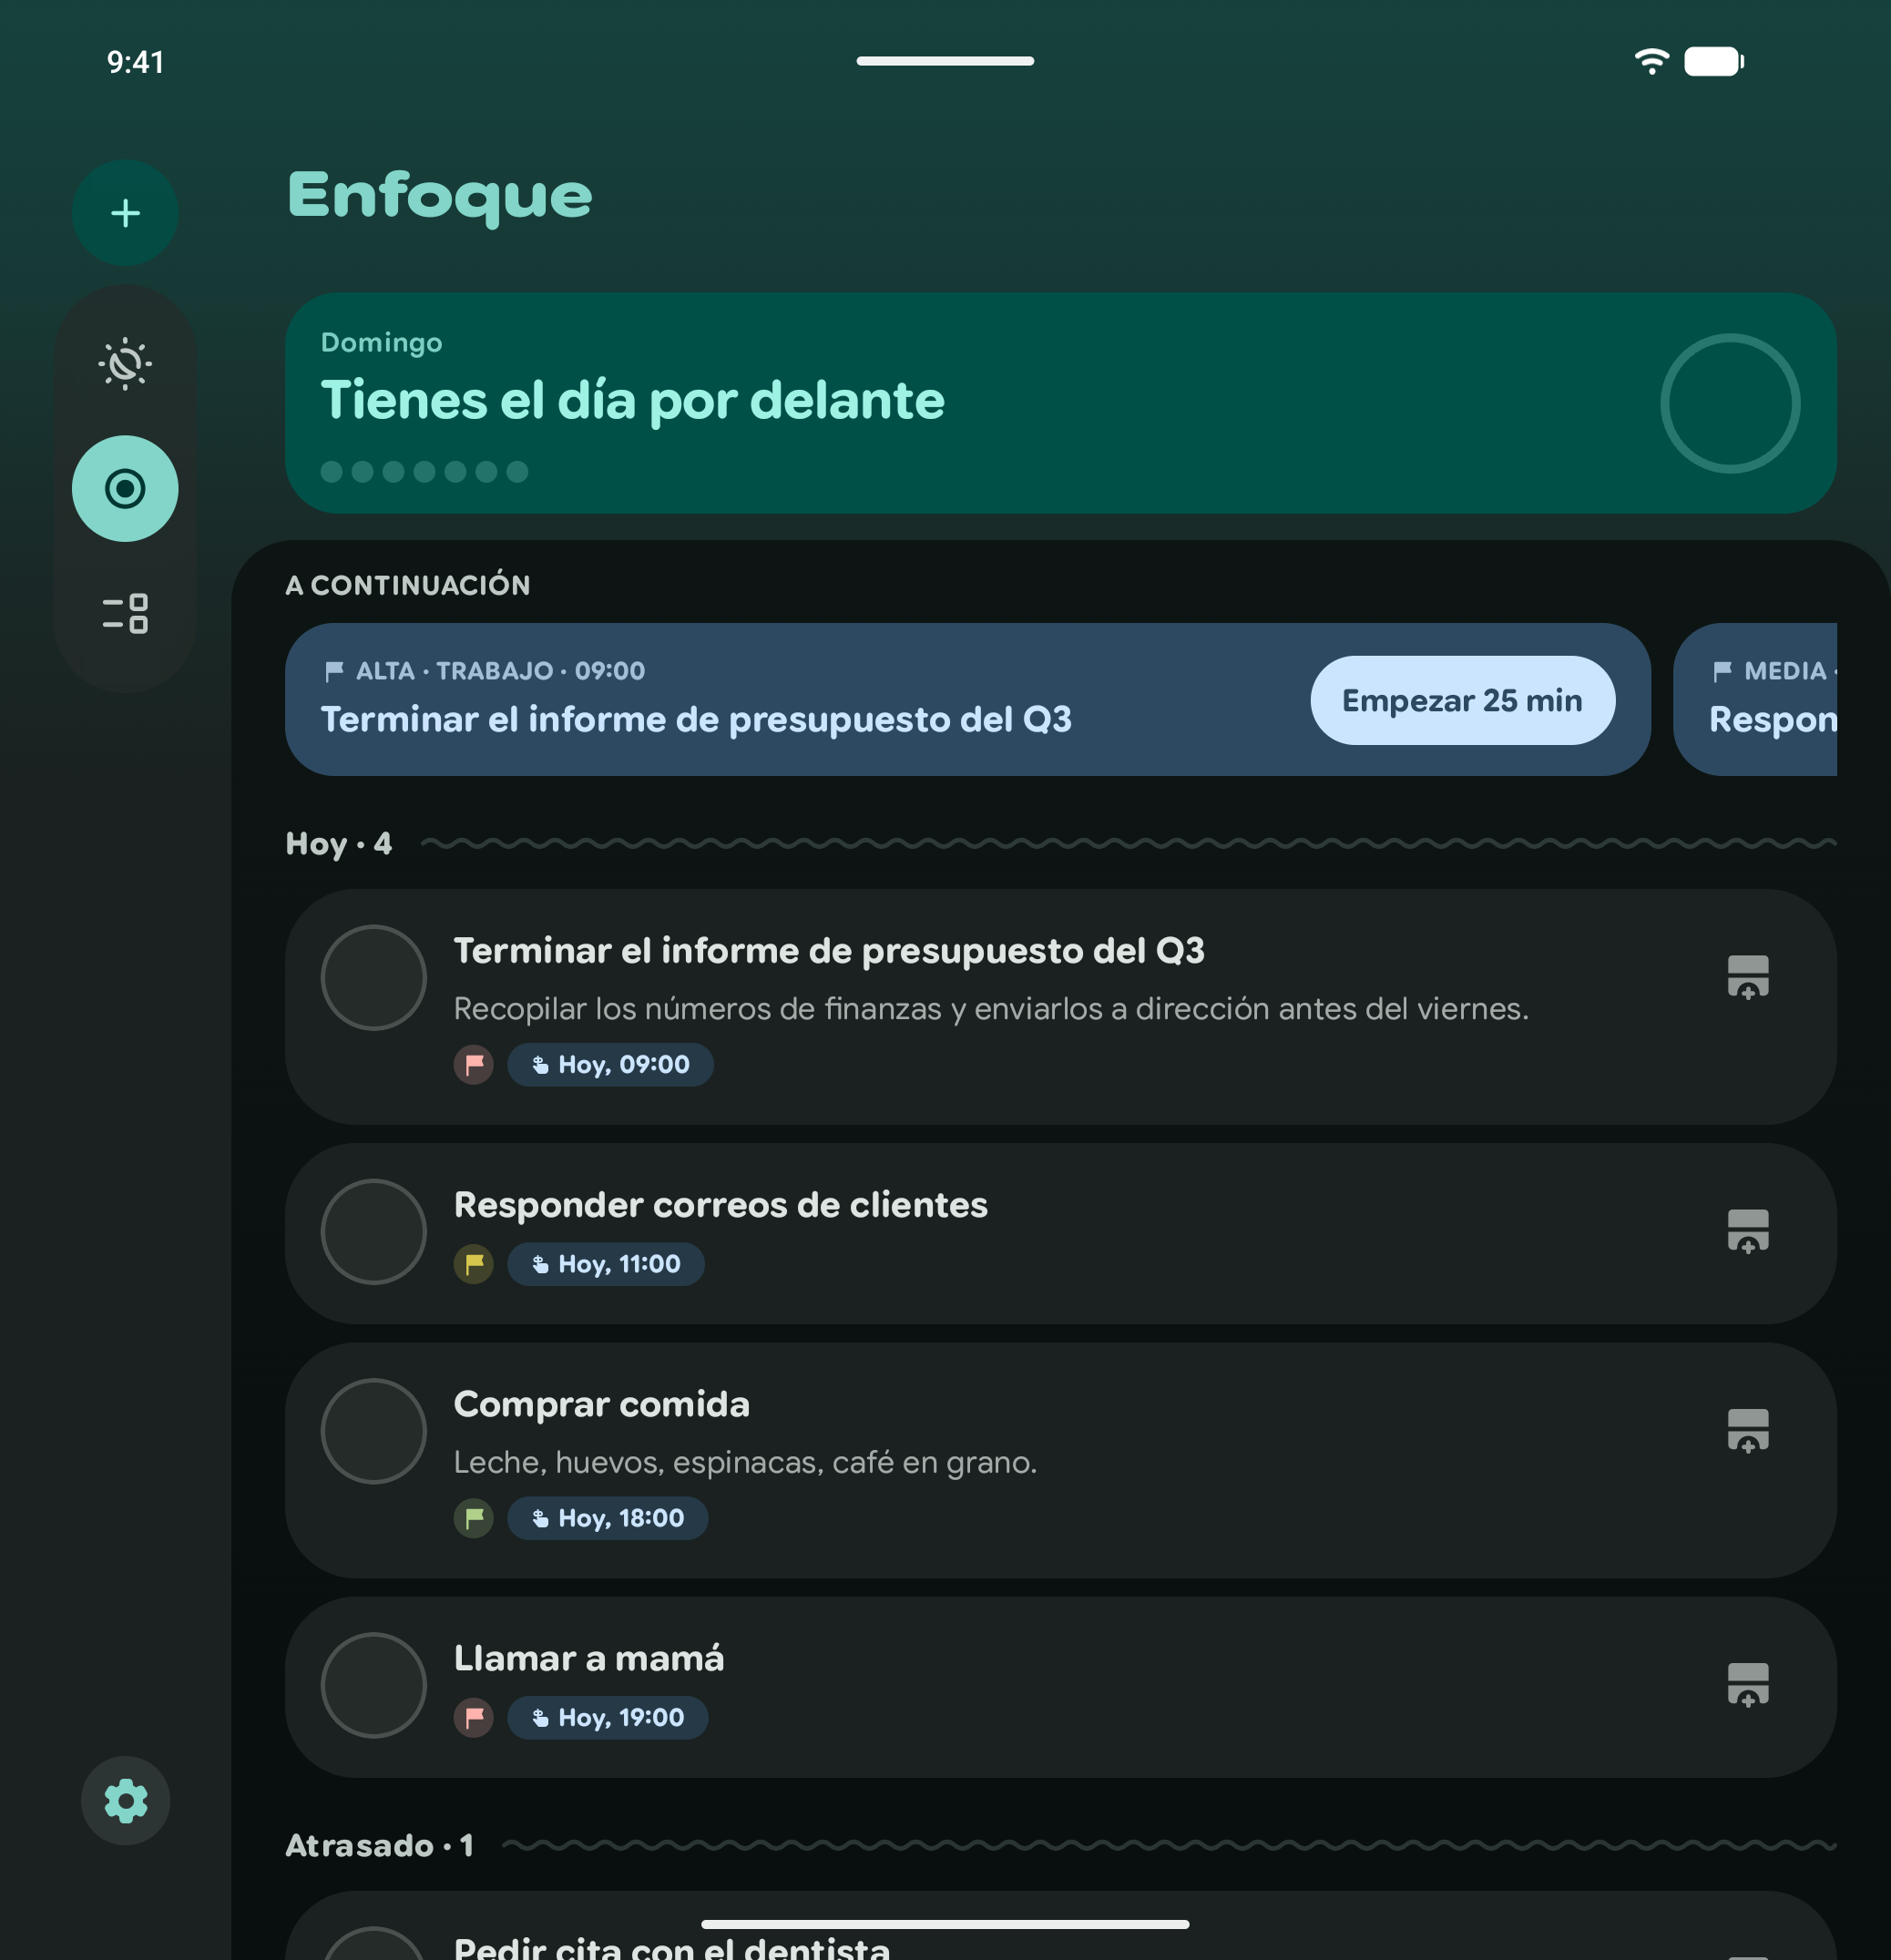 9:41
Enfoque
Domingo
Tienes el día por delante
A CONTINUACIÓN
ALTA · TRABAJO · 09:00
Terminar el informe de presupuesto del Q3
Empezar 25 min
MEDIA ·
Respon
Hoy · 4
Terminar el informe de presupuesto del Q3
Recopilar los números de finanzas y enviarlos a dirección antes del viernes.
Hoy, 09:00
Responder correos de clientes
Hoy, 11:00
Comprar comida
Leche, huevos, espinacas, café en grano.
Hoy, 18:00
Llamar a mamá
Hoy, 19:00
Atrasado · 1
Pedir cita con el dentista